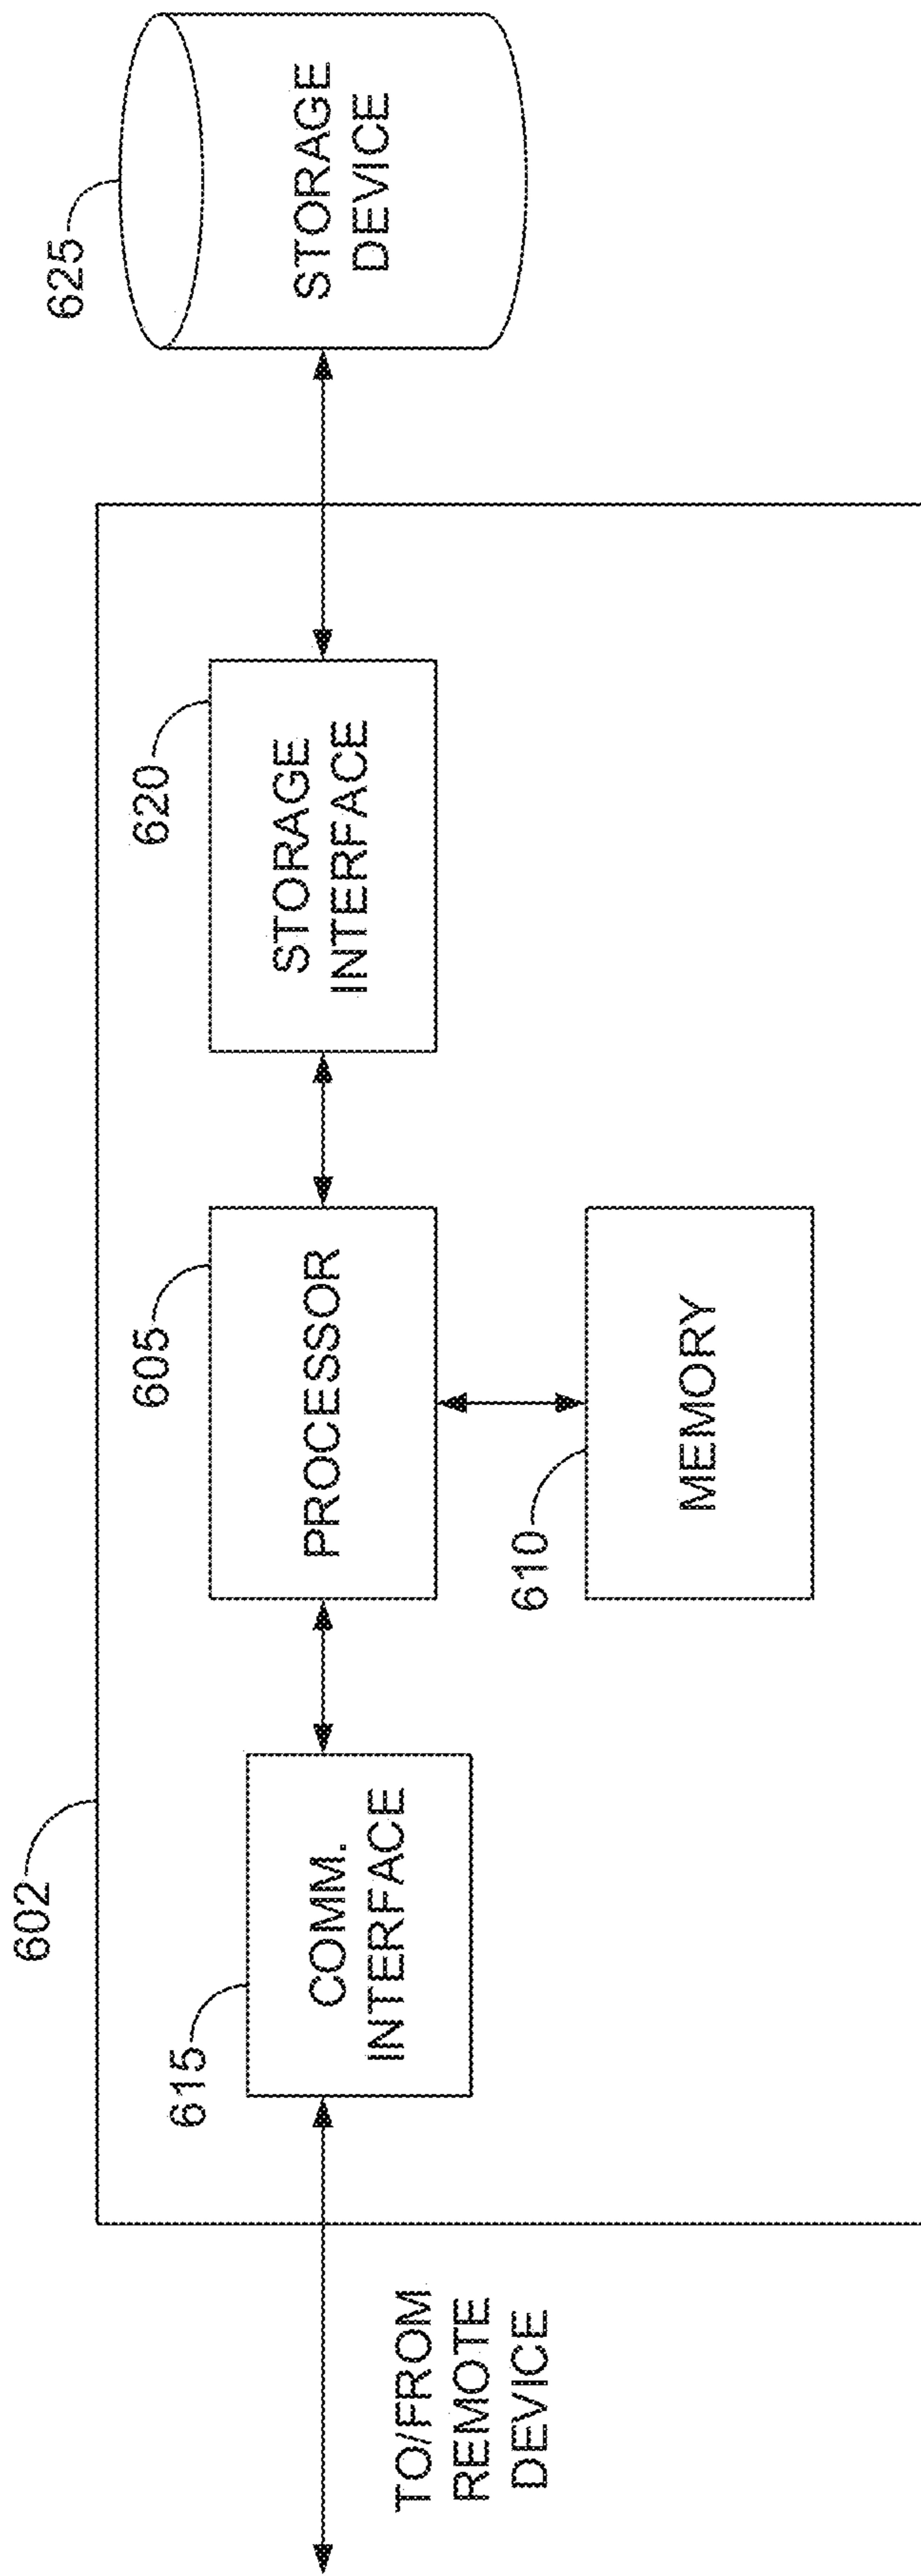 602
615
COMM.
INTERFACE
TO/FROM
REMOTE
DEVICE
605
PROCESSOR
610
MEMORY
620
STORAGE
INTERFACE
625
STORAGE
DEVICE